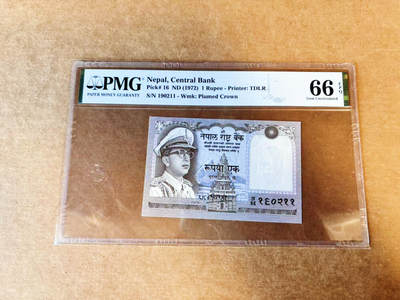 PMG
PAPER MONEY GUARANTY
Nepal, Central Bank
Pick# 16 ND (1972) 1 Rupee - Printer: TDLR
S/N 190211 - Wmk: Plumed Crown
66 EPQ
नेपाल राष्ट्र बैंक
रूपैयाँ एक
१९०२११